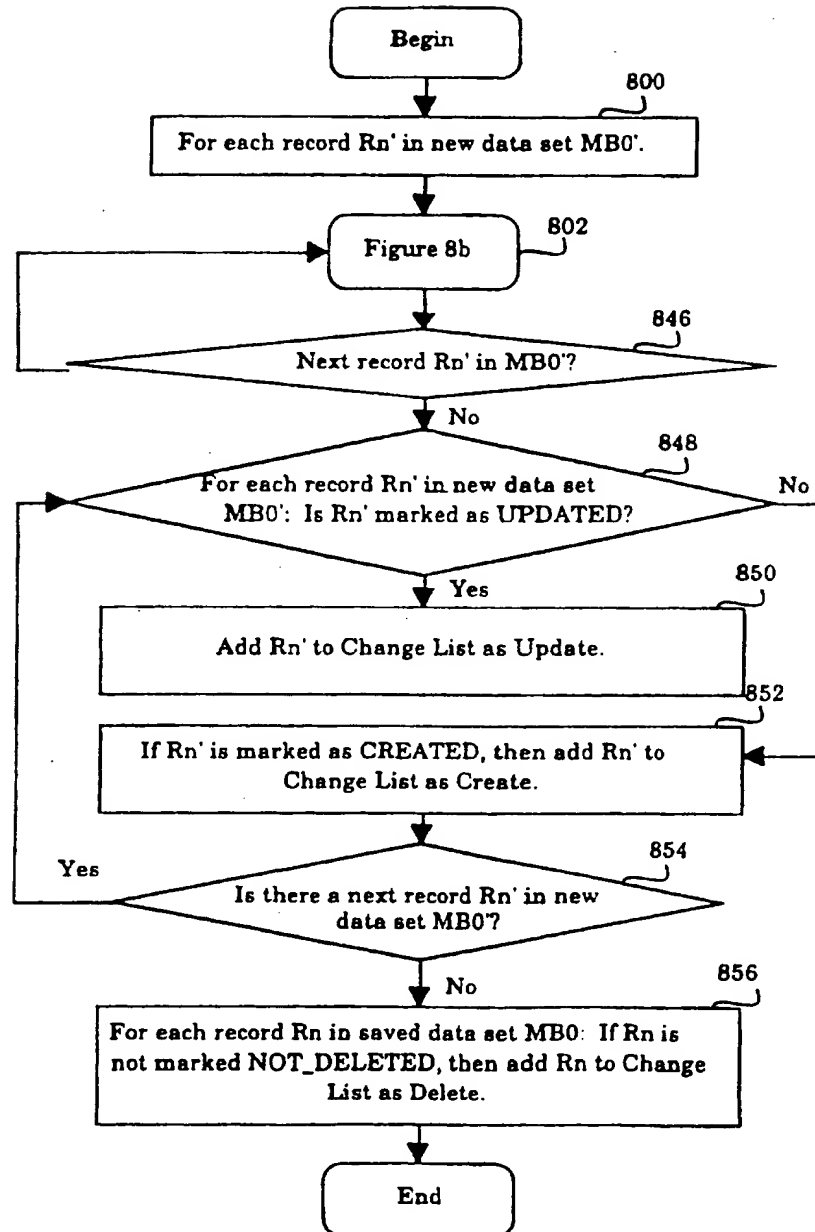 Begin
800
For each record Rn' in new data set MB0'.
Figure 8b
802
846
Next record Rn' in MB0'?
No
848
For each record Rn' in new data set
MB0': Is Rn' marked as UPDATED?
No
Yes
850
Add Rn' to Change List as Update.
852
If Rn' is marked as CREATED, then add Rn' to
Change List as Create.
Yes
854
Is there a next record Rn' in new
data set MB0'?
No
856
For each record Rn in saved data set MB0: If Rn is
not marked NOT_DELETED, then add Rn to Change
List as Delete.
End